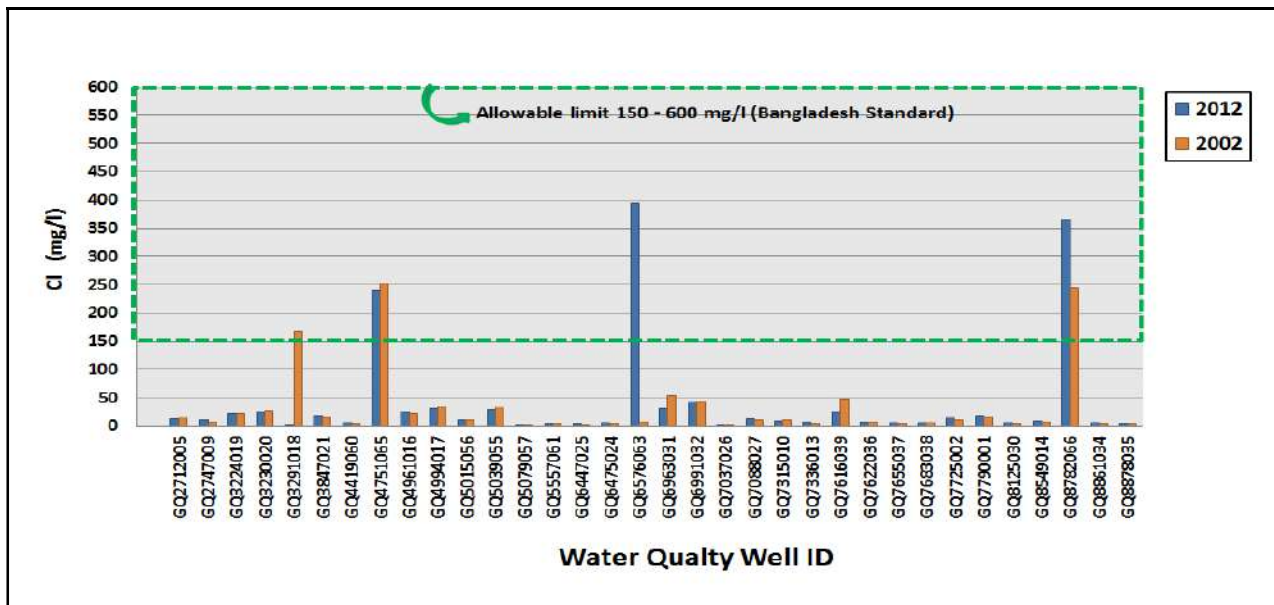 600
550
500
450
400
350
300
250
200
150
100
50
0
Cl (mg/l)
Allowable limit 150 - 600 mg/l (Bangladesh Standard)
2012
2002
GQ2712005
GQ2747009
GQ3224019
GQ3230020
GQ3291018
GQ3847021
GQ4419060
GQ4751065
GQ4961016
GQ4994017
GQ5015056
GQ5039055
GQ5079057
GQ5557061
GQ6447025
GQ6475024
GQ6576063
GQ6963031
GQ6991032
GQ7037026
GQ7088027
GQ7315010
GQ7336013
GQ7616039
GQ7622036
GQ7655037
GQ7683038
GQ7725002
GQ7790001
GQ8125030
GQ8549014
GQ8782066
GQ8861034
GQ8878035
Water Qualty Well ID